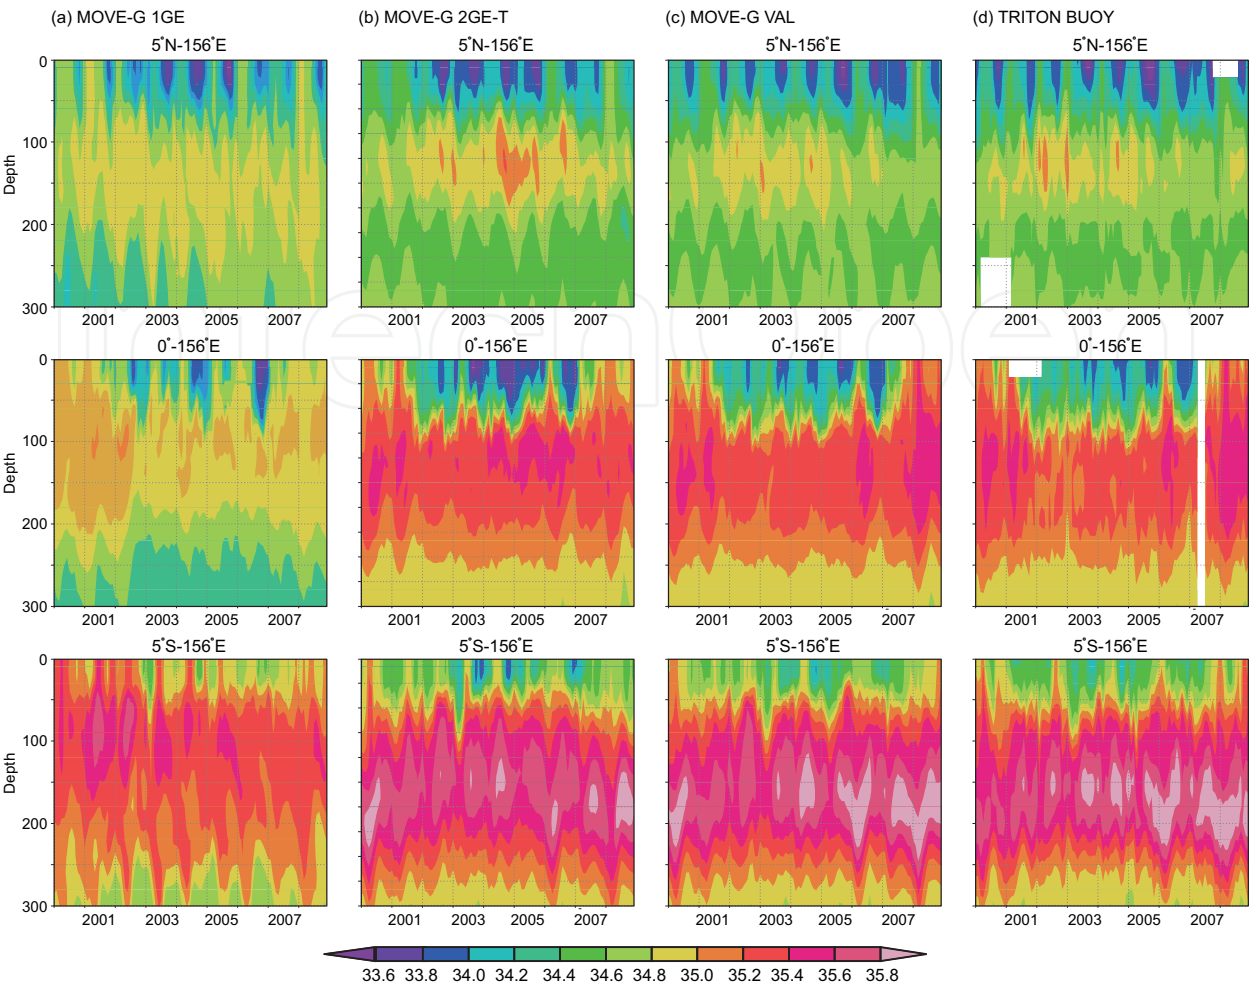 (a) MOVE-G 1GE (b) MOVE-G 2GE-T (c) MOVE-G VAL (d) TRITON BUOY
5°N-156°E 5°N-156°E 5°N-156°E 5°N-156°E
0
100
Depth
200
300
2001 2003 2005 2007 2001 2003 2005 2007 2001 2003 2005 2007 2001 2003 2005 2007
0°-156°E 0°-156°E 0°-156°E 0°-156°E
0
100
Depth
200
300
2001 2003 2005 2007 2001 2003 2005 2007 2001 2003 2005 2007 2001 2003 2005 2007
5°S-156°E 5°S-156°E 5°S-156°E 5°S-156°E
0
100
Depth
200
300
2001 2003 2005 2007 2001 2003 2005 2007 2001 2003 2005 2007 2001 2003 2005 2007
33.6 33.8 34.0 34.2 34.4 34.6 34.8 35.0 35.2 35.4 35.6 35.8